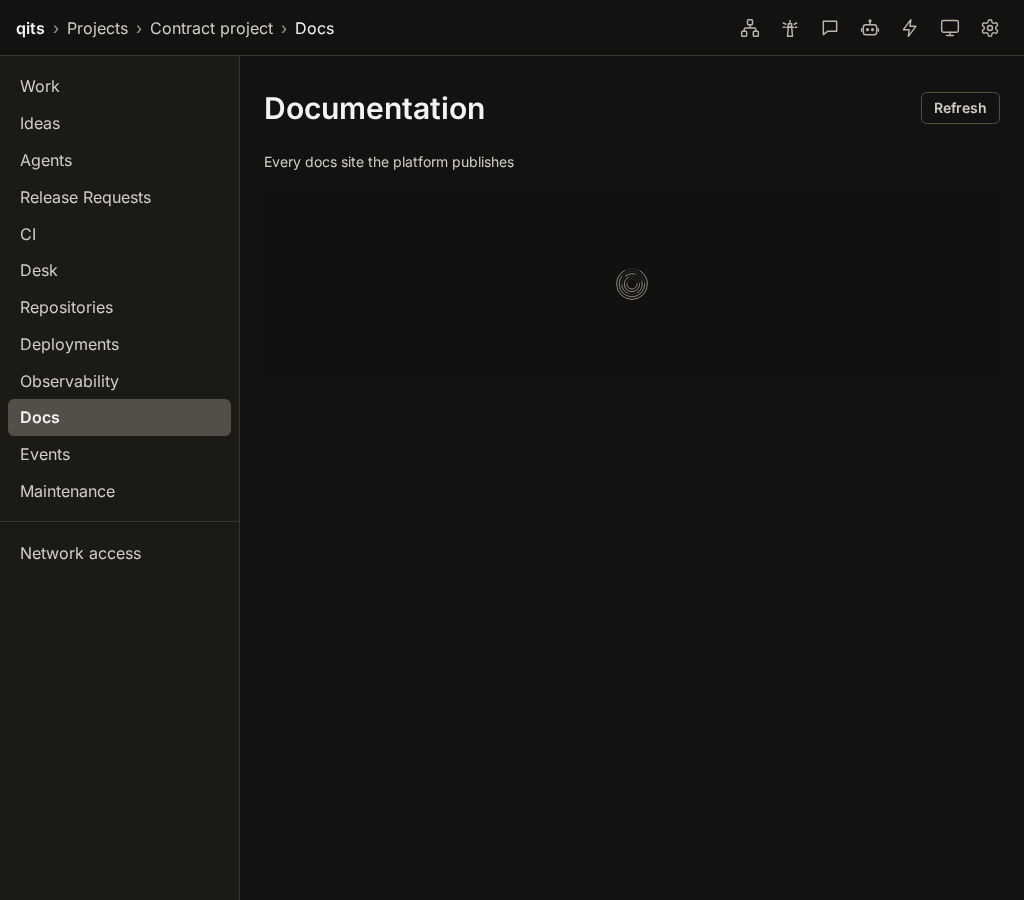 qits › Projects › Contract project › Docs
Work
Ideas
Agents
Release Requests
CI
Desk
Repositories
Deployments
Observability
Docs
Events
Maintenance
Network access
Documentation
Refresh
Every docs site the platform publishes